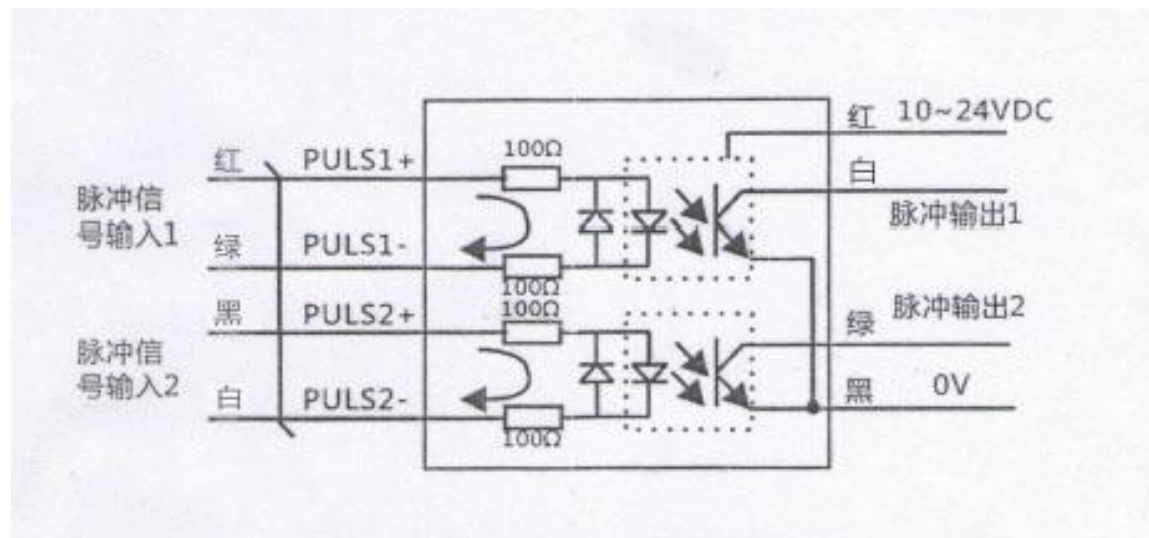 红 10~24VDC
100Ω
红 PULS1+
白
脉冲信
号输入1
脉冲输出1
绿 PULS1-
100Ω
100Ω
黑 PULS2+
绿 脉冲输出2
脉冲信
号输入2
白 PULS2-
黑 0V
100Ω